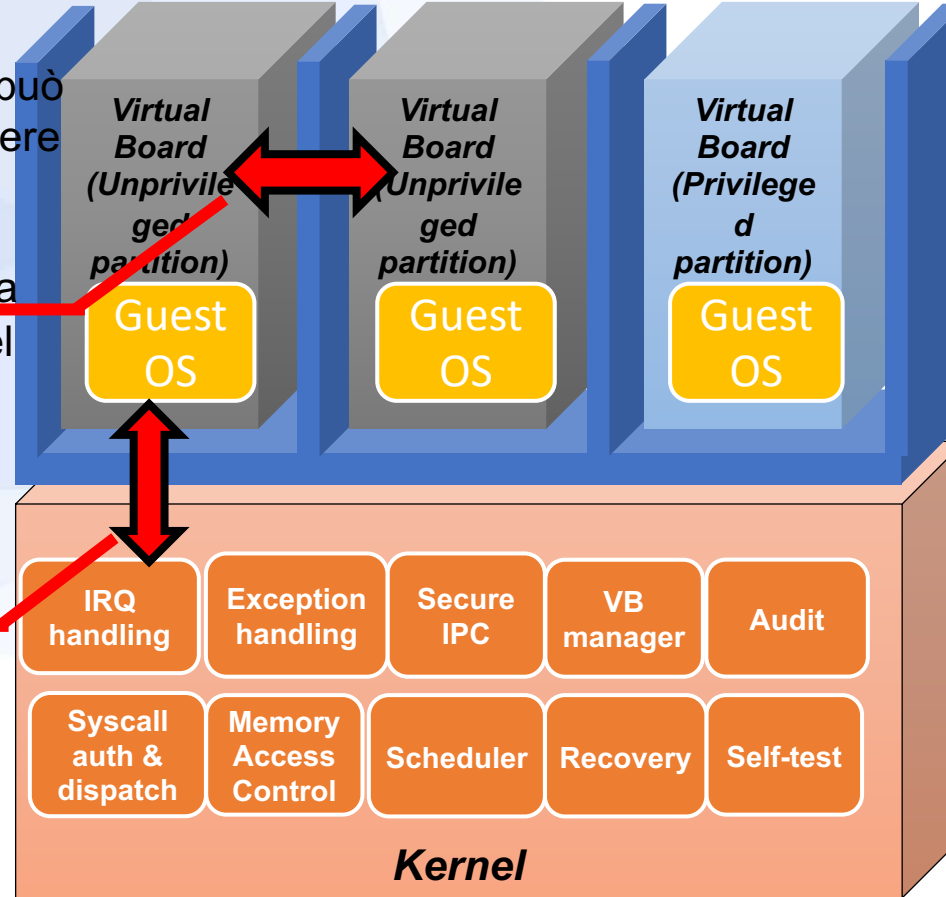 può
ere
a
el
Virtual
Board
(Unprivile
ged
partition)
Guest
OS
Virtual
Board
(Unprivile
ged
partition)
Guest
OS
Virtual
Board
(Privilege
d
partition)
Guest
OS
IRQ
handling
Exception
handling
Secure
IPC
VB
manager
Audit
Syscall
auth &
dispatch
Memory
Access
Control
Scheduler
Recovery
Self-test
Kernel